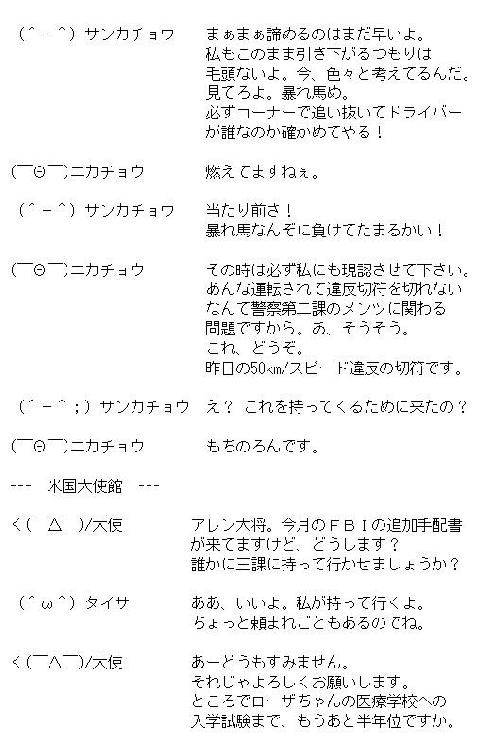 (＾－＾)サンカチョウ　まぁまぁ諦めるのはまだ早いよ。
私もこのまま引き下がるつもりは
毛頭ないよ。今、色々と考えてるんだ。
見てろよ。暴れ馬め。
必ずコーナーで追い抜いてドライバー
が誰なのか確かめてやる！
(￣Θ￣)ニカチョウ　燃えてますねぇ。
(＾－＾)サンカチョウ　当たり前さ！
暴れ馬なんぞに負けてたまるかい！
(￣Θ￣)ニカチョウ　その時は必ず私にも現認させて下さい。
あんな運転されて違反切符を切れない
なんて警察第二課のメンツに関わる
問題ですから。あ、そうそう。
これ、どうぞ。
昨日の50km/スピード違反の切符です。
(＾－＾；)サンカチョウ　え？ これを持ってくるために来たの？
(￣Θ￣)ニカチョウ　もちのろんです。
---　米国大使館　---
く(　△　)/大使　アレン大将。今月のＦＢＩの追加手配書
が来てますけど、どうします？
誰かに三課に持って行かせましょうか？
(＾ω＾)タイサ　ああ、いいよ。私が持って行くよ。
ちょっと頼まれごともあるのでね。
く(￣∧￣)/大使　あーどうもすみません。
それじゃよろしくお願いします。
ところでローザちゃんの医療学校への
入学試験まで、もうあと半年位ですか。